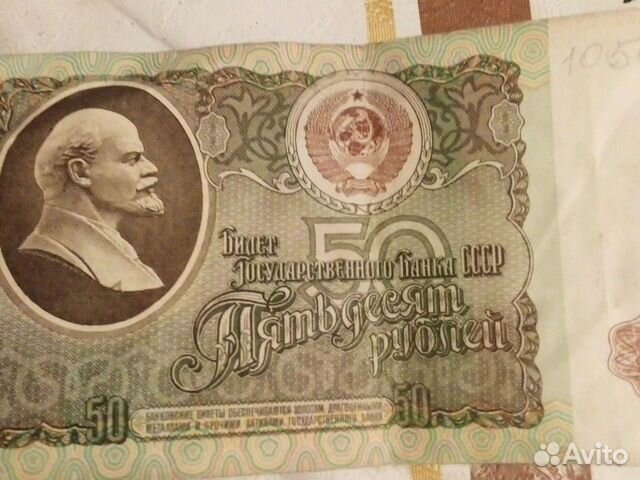 Билет
Государственного Банка СССР
50
Пятьдесят
рублей
50
БАНКОВСКИЕ БИЛЕТЫ ОБЕСПЕЧИВАЮТСЯ ЗОЛОТОМ, ДРАГОЦЕННЫМИ
МЕТАЛЛАМИ И ПРОЧИМИ АКТИВАМИ ГОСУДАРСТВЕННОГО БАНКА
50
Avito